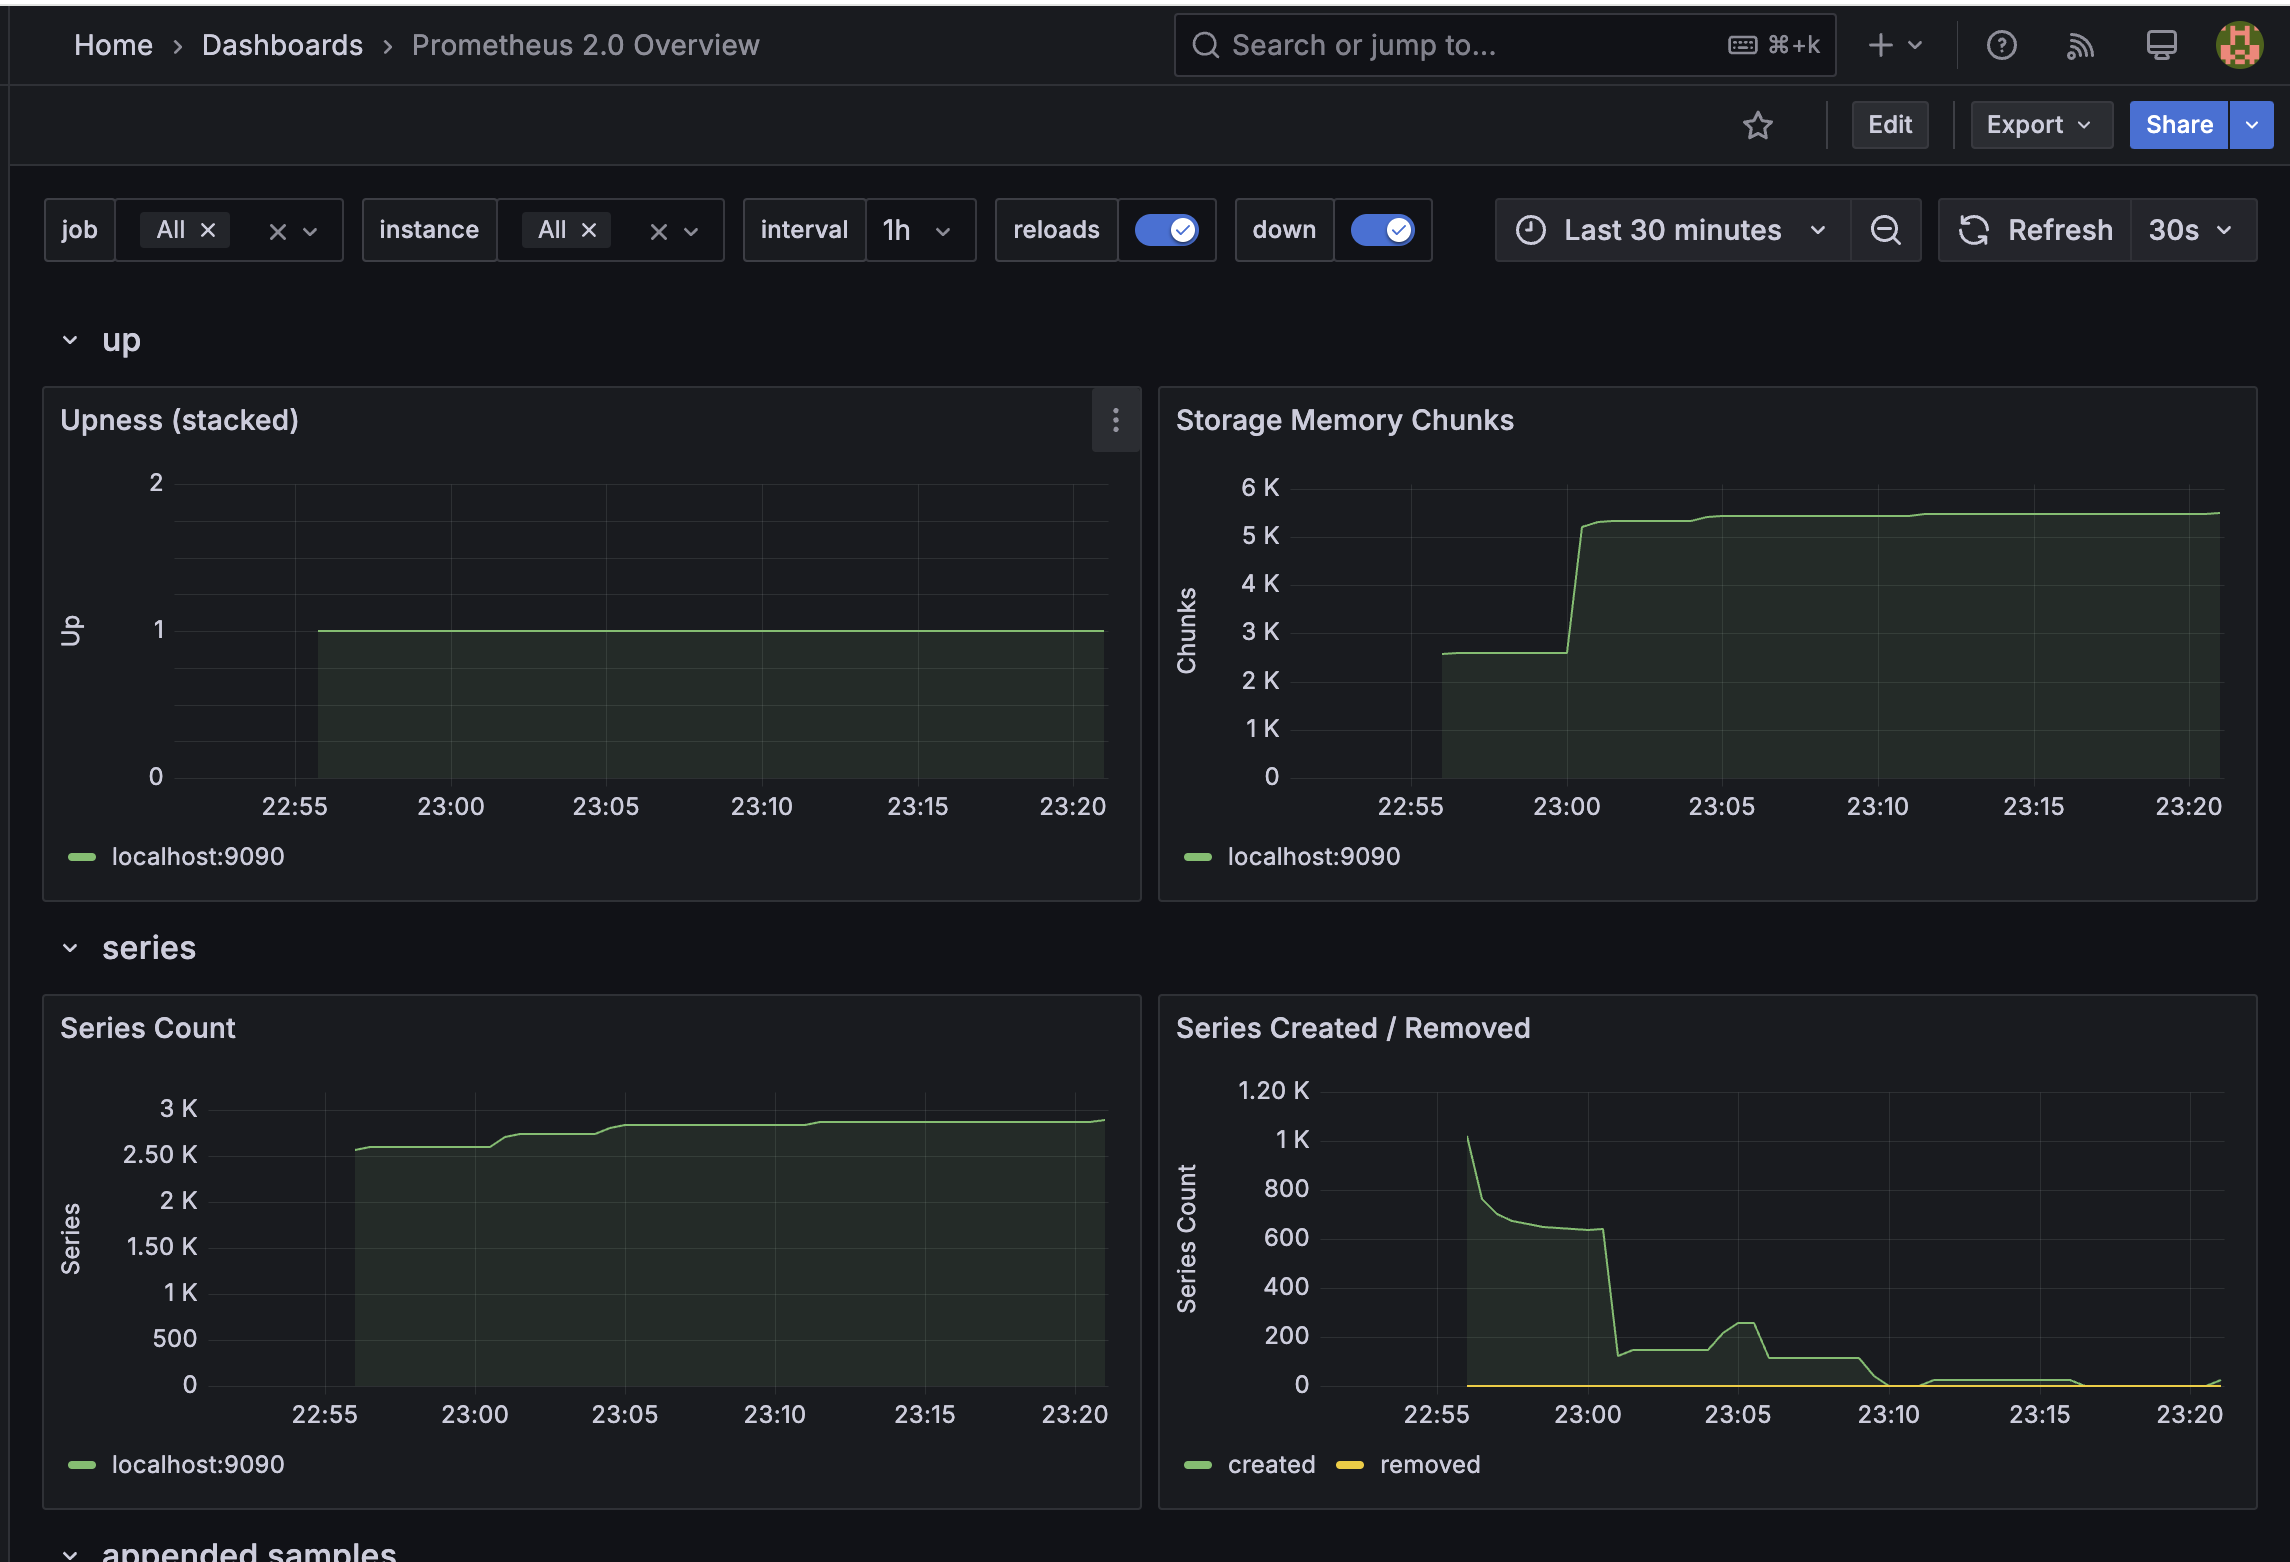 Home > Dashboards > Prometheus 2.0 Overview
Search or jump to... ⌘+k
Edit Export Share
job All instance All interval 1h reloads down Last 30 minutes Refresh 30s
up
Upness (stacked)
Up
2
1
0
22:55 23:00 23:05 23:10 23:15 23:20
localhost:9090
Storage Memory Chunks
Chunks
6 K
5 K
4 K
3 K
2 K
1 K
0
22:55 23:00 23:05 23:10 23:15 23:20
localhost:9090
series
Series Count
Series
3 K
2.50 K
2 K
1.50 K
1 K
500
0
22:55 23:00 23:05 23:10 23:15 23:20
localhost:9090
Series Created / Removed
Series Count
1.20 K
1 K
800
600
400
200
0
22:55 23:00 23:05 23:10 23:15 23:20
created removed
appended samples